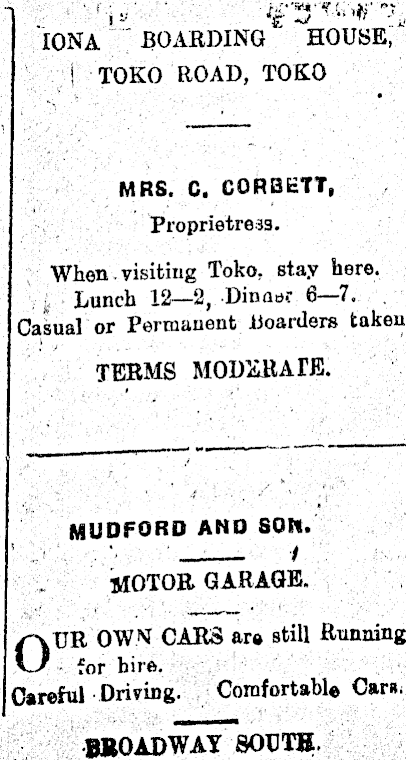 IONA BOARDING HOUSE,
TOKO ROAD, TOKO
MRS. C. CORBETT,
Proprietress.
When visiting Toko, stay here.
Lunch 12—2, Dinner 6—7.
Casual or Permanent Boarders taken
TERMS MODERATE.
MUDFORD AND SON.
MOTOR GARAGE.
OUR OWN CARS are still Running
for hire.
Careful Driving. Comfortable Cars.
BROADWAY SOUTH.